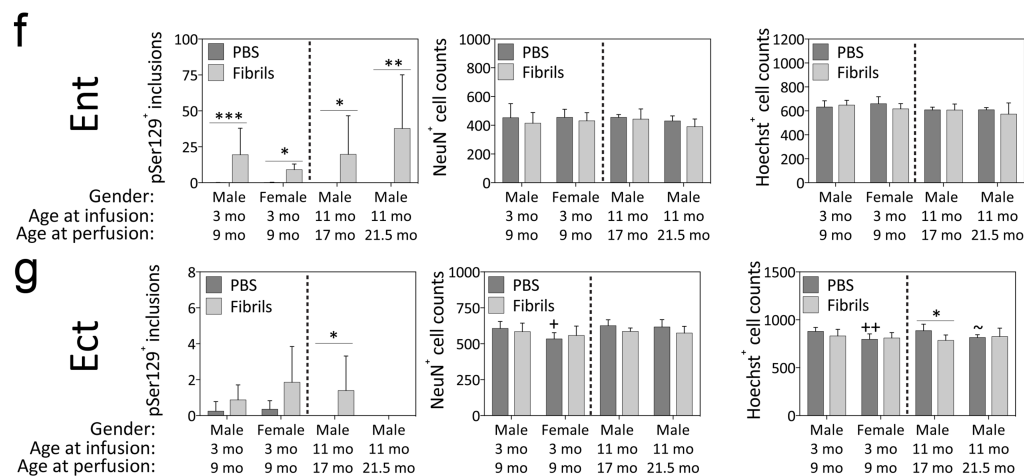 f
Ent
pSer129+ inclusions
100
75
50
25
0
PBS
Fibrils
***
*
*
**
NeuN+ cell counts
1000
800
600
400
200
0
PBS
Fibrils
Hoechst+ cell counts
1200
1000
800
600
400
200
0
PBS
Fibrils
Gender: Male Female Male Male Male Female Male Male Male Female Male Male
Age at infusion: 3 mo 3 mo 11 mo 11 mo 3 mo 3 mo 11 mo 11 mo 3 mo 3 mo 11 mo 11 mo
Age at perfusion: 9 mo 9 mo 17 mo 21.5 mo 9 mo 9 mo 17 mo 21.5 mo 9 mo 9 mo 17 mo 21.5 mo
g
Ect
pSer129+ inclusions
8
6
4
2
0
PBS
Fibrils
*
NeuN+ cell counts
1000
750
500
250
0
PBS
Fibrils
+
Hoechst+ cell counts
1500
1000
500
0
PBS
Fibrils
++
*
~
Gender: Male Female Male Male Male Female Male Male Male Female Male Male
Age at infusion: 3 mo 3 mo 11 mo 11 mo 3 mo 3 mo 11 mo 11 mo 3 mo 3 mo 11 mo 11 mo
Age at perfusion: 9 mo 9 mo 17 mo 21.5 mo 9 mo 9 mo 17 mo 21.5 mo 9 mo 9 mo 17 mo 21.5 mo